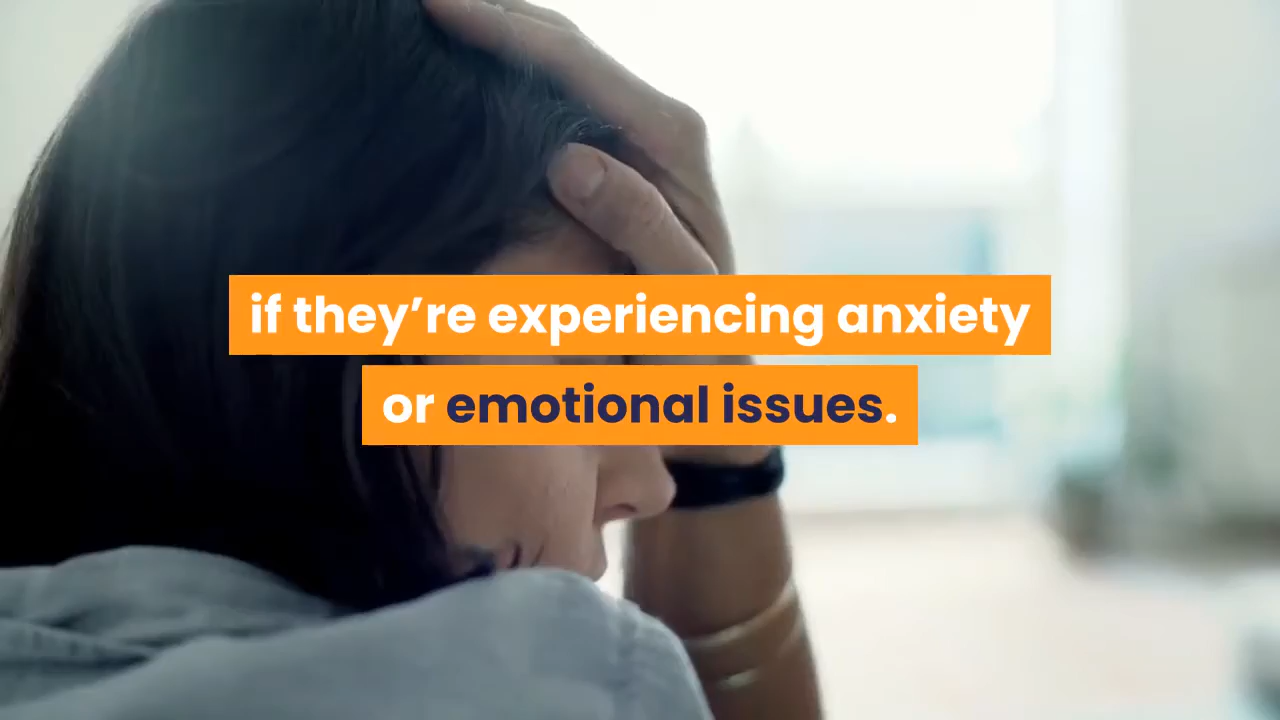 if they’re experiencing anxiety
or emotional issues.